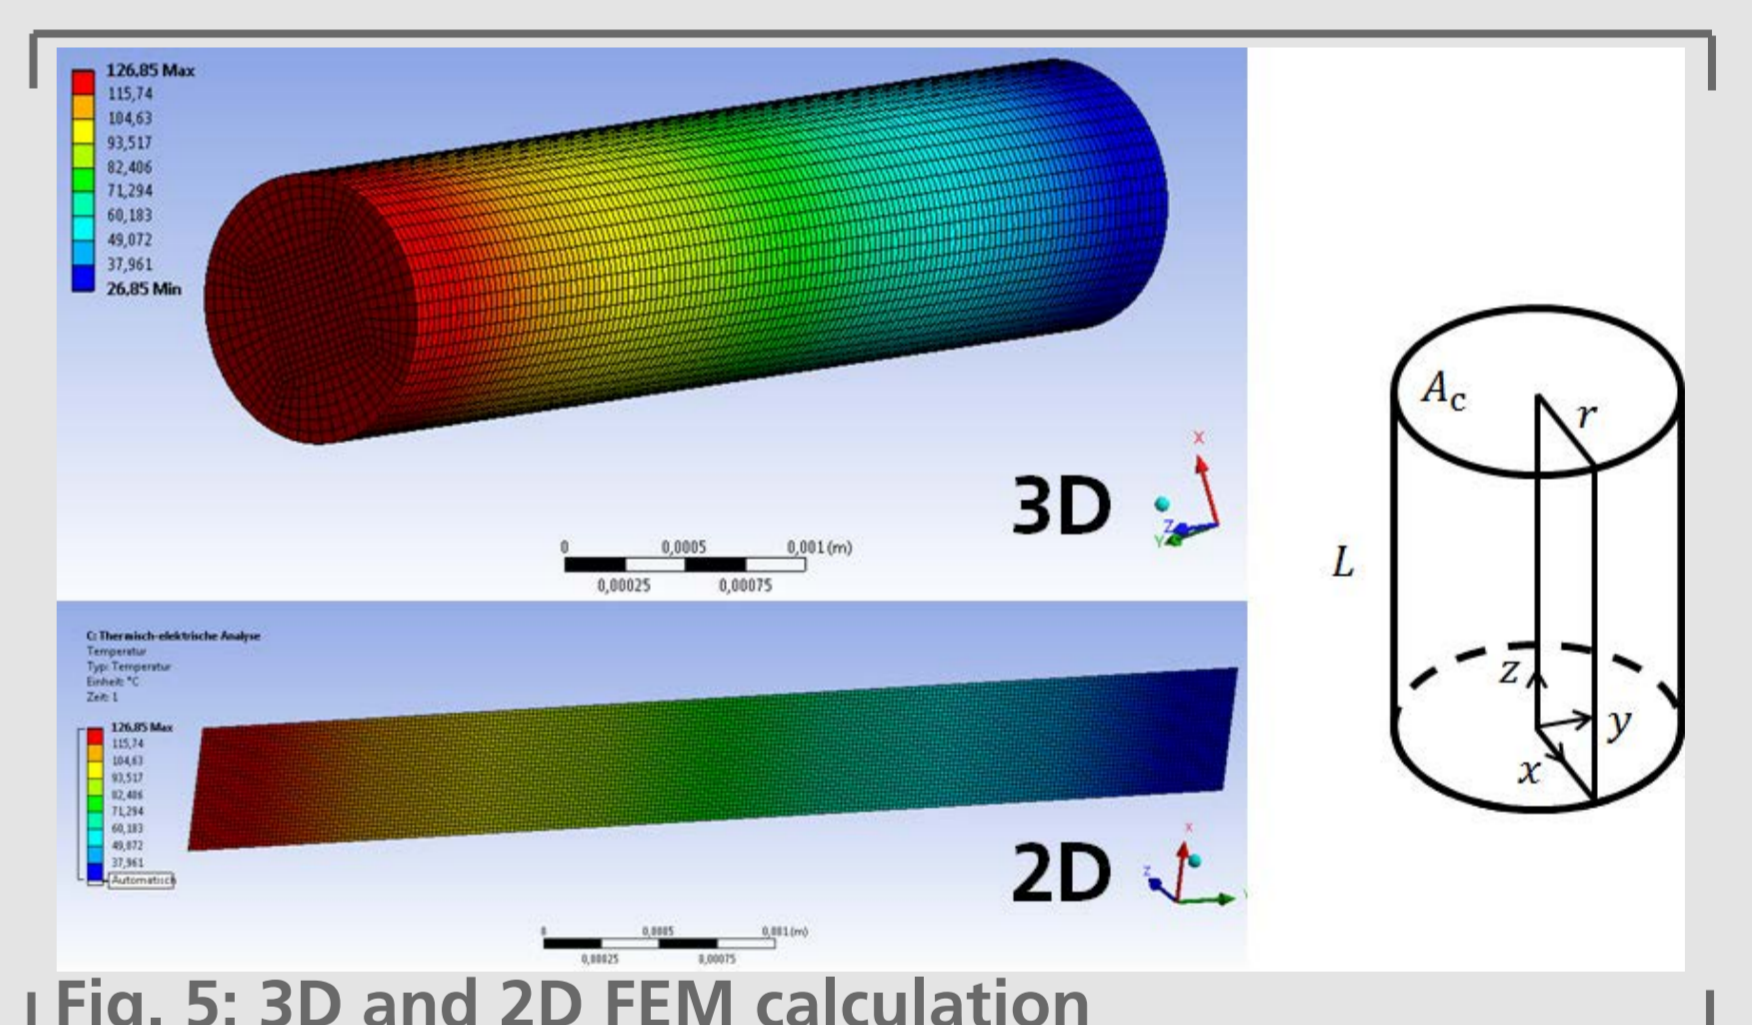 126,85 Max
115,74
104,63
93,517
82,406
71,294
60,183
49,072
37,961
26,85 Min
3D
X
Z
Y
0 0,0005 0,001 (m)
0,00025 0,00075
C: Thermisch-elektrische Analyse
Temperatur
Typ: Temperatur
Einheit: °C
Zeit: 1
126,85 Max
115,74
104,63
93,517
82,406
71,294
60,183
49,072
37,961
Automatisch
2D
X
Z
0 0,0005 0,001 (m)
0,00025 0,00075
A_c
r
L
z
y
x
Fig. 5: 3D and 2D FEM calculation